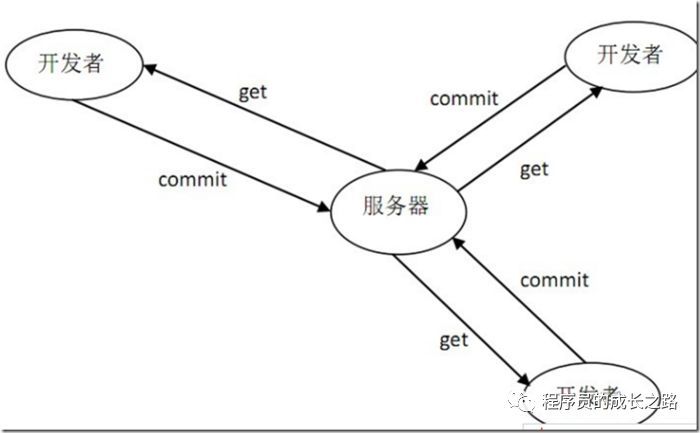 开发者
开发者
get
commit
commit
get
服务器
commit
get
开发者
程序员的成长之路